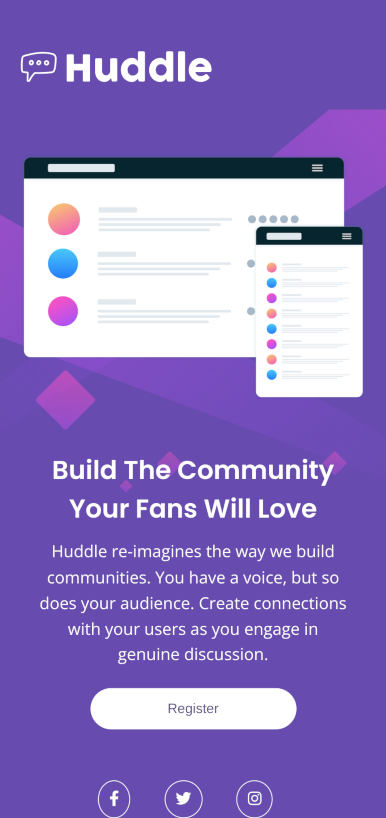 Huddle
Build The Community
Your Fans Will Love
Huddle re-imagines the way we build
communities. You have a voice, but so
does your audience. Create connections
with your users as you engage in
genuine discussion.
Register